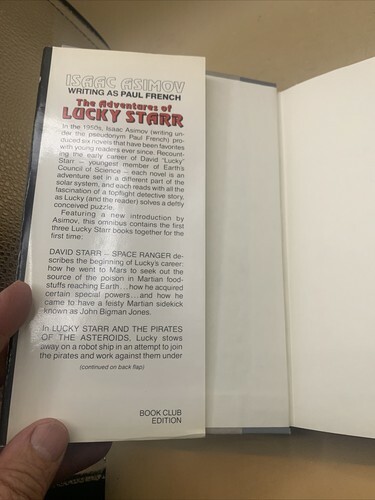 ISAAC ASIMOV
WRITING AS PAUL FRENCH
The Adventures of
LUCKY STARR
In the 1950s, Isaac Asimov (writing un-
der the pseudonym Paul French) pro-
duced six novels that have been favorites
with young readers ever since. Recount-
ing the early career of David "Lucky"
Starr — youngest member of Earth's
Council of Science — each novel is an
adventure set in a different part of the
solar system, and each reads with all the
fascination of a topflight detective story,
as Lucky (and the reader) solves a deftly
conceived puzzle.
Featuring a new introduction by
Asimov, this omnibus contains the first
three Lucky Starr books together for the
first time:
DAVID STARR — SPACE RANGER de-
scribes the beginning of Lucky's career:
how he went to Mars to seek out the
source of the poison in Martian food-
stuffs reaching Earth...how he acquired
certain special powers...and how he
came to have a feisty Martian sidekick
known as John Bigman Jones.
In LUCKY STARR AND THE PIRATES
OF THE ASTEROIDS, Lucky stows
away on a robot ship in an attempt to join
the pirates and work against them under
(continued on back flap)
BOOK CLUB
EDITION